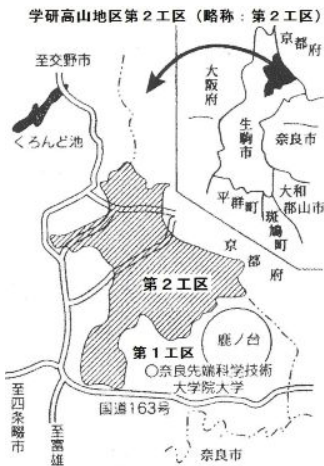 学研高山地区第２工区（略称：第２工区）
至交野市
くろんど池
京都府
大阪府
生駒市
奈良市
平群町
大和
郡山市
斑鳩町
京都府
第２工区
鹿ノ台
第１工区
○奈良先端科学技術
大学院大学
国道163号
至四条畷市
至富雄
奈良市